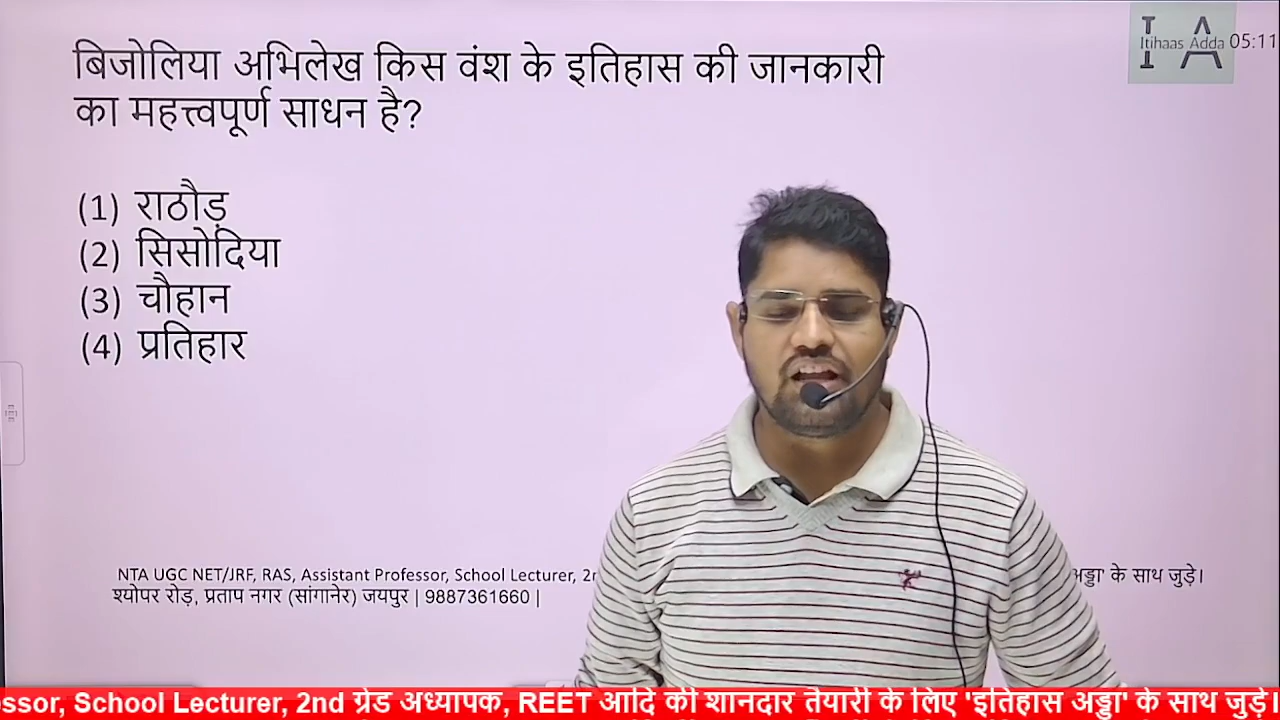 बिजोलिया अभिलेख किस वंश के इतिहास की जानकारी
का महत्त्वपूर्ण साधन है?
(1) राठौड़
(2) सिसोदिया
(3) चौहान
(4) प्रतिहार
I A
Itihaas Adda
05:11
NTA UGC NET/JRF, RAS, Assistant Professor, School Lecturer, 2r अड्डा' के साथ जुड़े।
श्योपर रोड़, प्रताप नगर (सांगानेर) जयपुर | 9887361660 |
essor, School Lecturer, 2nd ग्रेड अध्यापक, REET आदि की शानदार तैयारी के लिए 'इतिहास अड्डा' के साथ जुड़े।